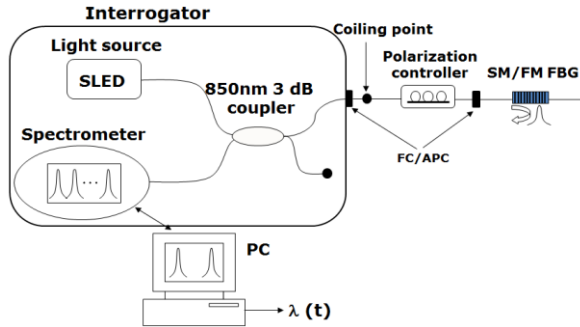 Interrogator
Light source
SLED
850nm 3 dB
coupler
Spectrometer
...
Coiling point
Polarization
controller
SM/FM FBG
FC/APC
PC
λ (t)